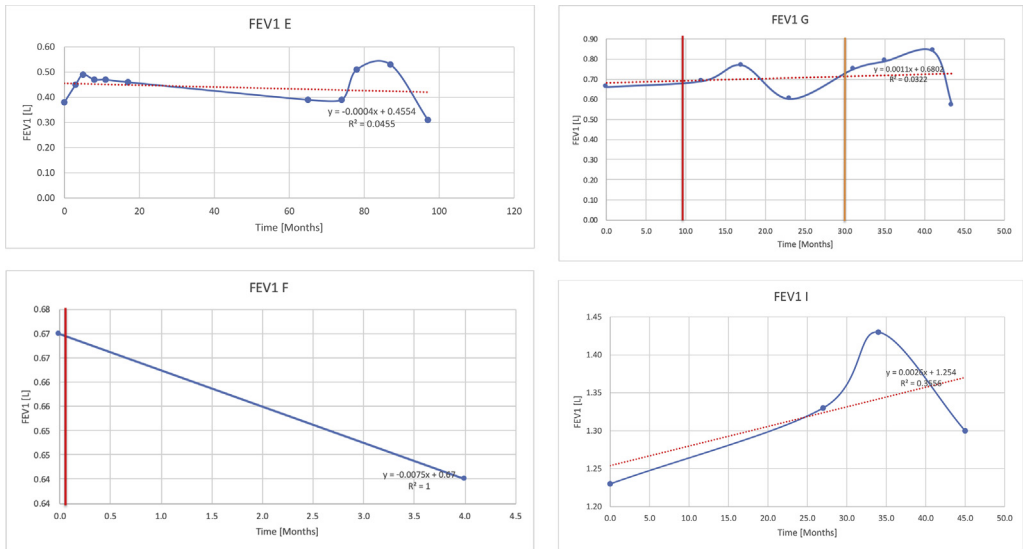 FEV1 E
0.60
0.50
0.40
0.30
0.20
0.10
0.00
FEV1 [L]
y = -0.0004x + 0.4554
R² = 0.0455
0 20 40 60 80 100 120
Time [Months]
FEV1 G
0.90
0.80
0.70
0.60
0.50
0.40
0.30
0.20
0.10
0.00
FEV1 [L]
y = 0.0011x + 0.6802
R² = 0.0322
0.0 5.0 10.0 15.0 20.0 25.0 30.0 35.0 40.0 45.0 50.0
Time [Months]
FEV1 F
0.68
0.67
0.67
0.66
0.66
0.65
0.65
0.64
0.64
FEV1 [L]
y = -0.0075x + 0.67
R² = 1
0.0 0.5 1.0 1.5 2.0 2.5 3.0 3.5 4.0 4.5
Time [Months]
FEV1 I
1.45
1.40
1.35
1.30
1.25
1.20
FEV1 [L]
y = 0.0026x + 1.254
R² = 0.3556
0.0 5.0 10.0 15.0 20.0 25.0 30.0 35.0 40.0 45.0 50.0
Time [Months]